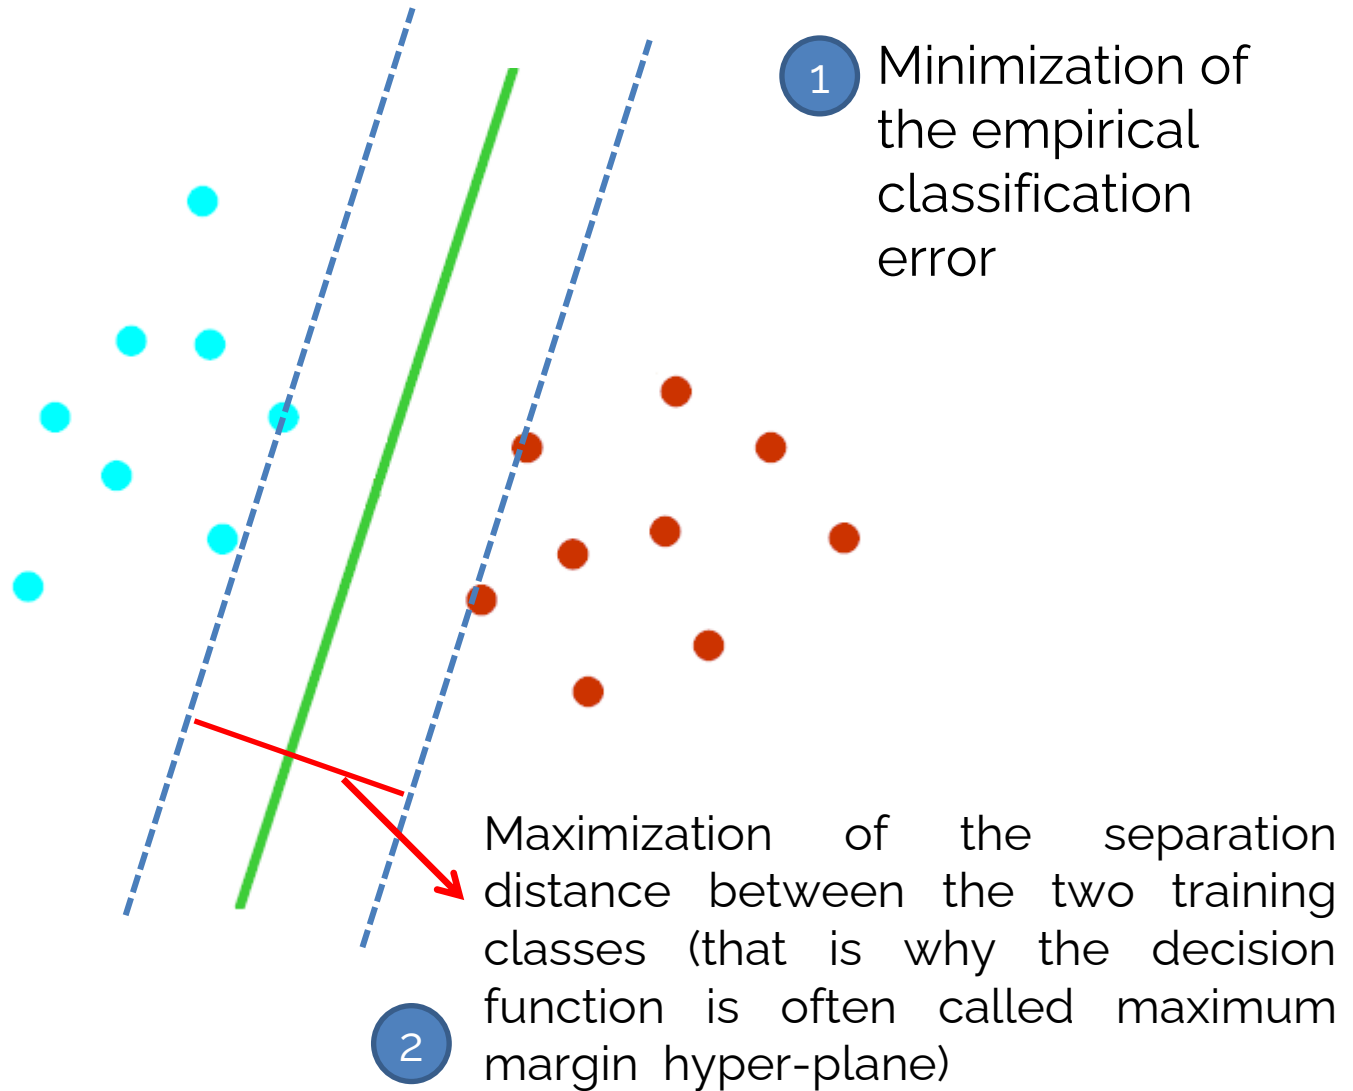 1
Minimization of
the empirical
classification
error
Maximization of the separation
distance between the two training
classes (that is why the decision
function is often called maximum
margin hyper-plane)
2